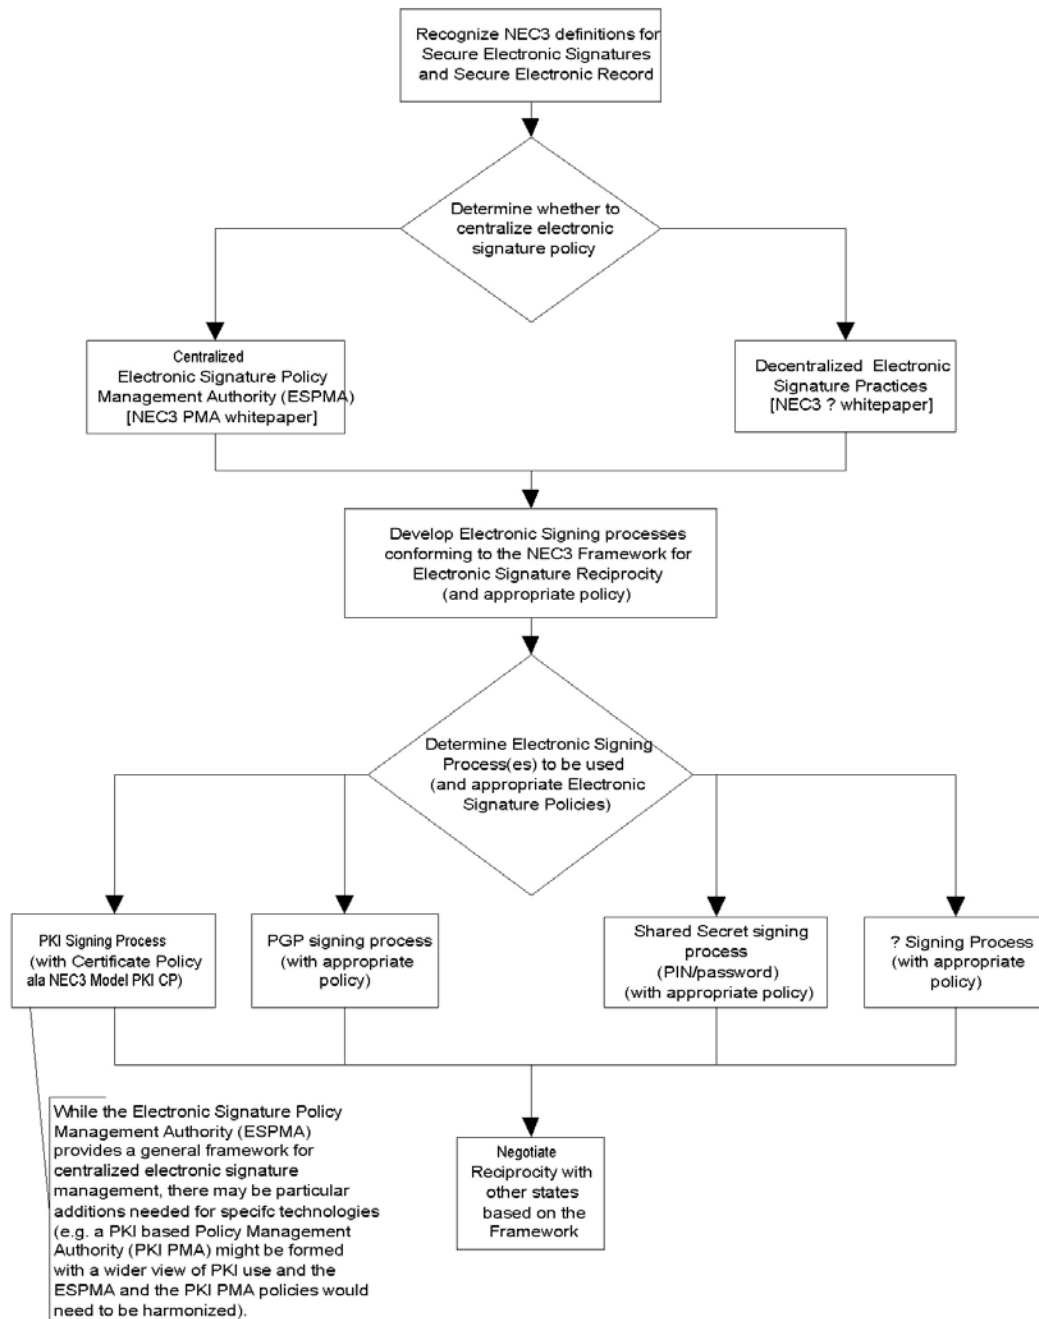 Recognize NEC3 definitions for
Secure Electronic Signatures
and Secure Electronic Record
Determine whether to
centralize electronic
signature policy
Centralized
Electronic Signature Policy
Management Authority (ESPMA)
[NEC3 PMA whitepaper]
Decentralized Electronic
Signature Practices
[NEC3 ? whitepaper]
Develop Electronic Signing processes
conforming to the NEC3 Framework for
Electronic Signature Reciprocity
(and appropriate policy)
Determine Electronic Signing
Process(es) to be used
(and appropriate Electronic
Signature Policies)
PKI Signing Process
(with Certificate Policy
ala NEC3 Model PKI CP)
PGP signing process
(with appropriate
policy)
Shared Secret signing
process
(PIN/password)
(with appropriate policy)
? Signing Process
(with appropriate
policy)
While the Electronic Signature Policy
Management Authority (ESPMA)
provides a general framework for
centralized electronic signature
management, there may be particular
additions needed for specifc technologies
(e.g. a PKI based Policy Management
Authority (PKI PMA) might be formed
with a wider view of PKI use and the
ESPMA and the PKI PMA policies would
need to be harmonized).
Negotiate
Reciprocity with
other states
based on the
Framework